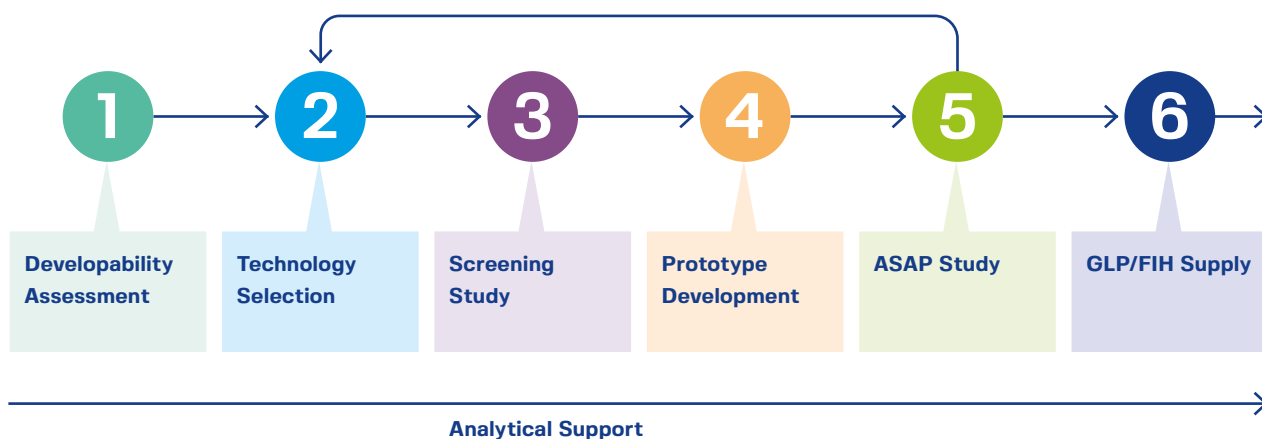 1
2
3
4
5
6
Developability
Assessment
Technology
Selection
Screening
Study
Prototype
Development
ASAP Study
GLP/FIH Supply
Analytical Support